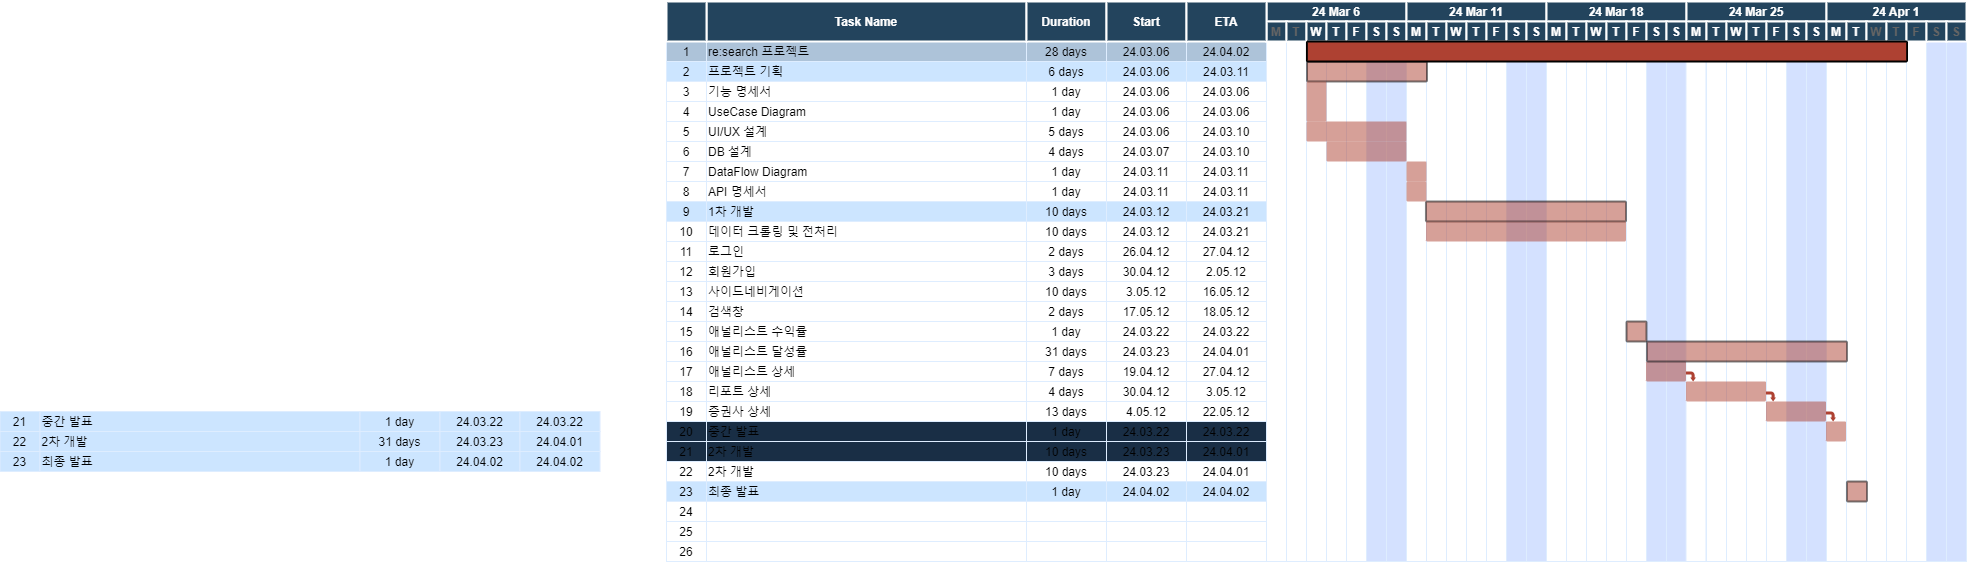 Task Name Duration Start ETA 24 Mar 6 24 Mar 11 24 Mar 18 24 Mar 25 24 Apr 1
M T W T F S S M T W T F S S M T W T F S S M T W T F S S M T W T F S S
1 re:search 프로젝트 28 days 24.03.06 24.04.02
2 프로젝트 기획 6 days 24.03.06 24.03.11
3 기능 명세서 1 day 24.03.06 24.03.06
4 UseCase Diagram 1 day 24.03.06 24.03.06
5 UI/UX 설계 5 days 24.03.06 24.03.10
6 DB 설계 4 days 24.03.07 24.03.10
7 DataFlow Diagram 1 day 24.03.11 24.03.11
8 API 명세서 1 day 24.03.11 24.03.11
9 1차 개발 10 days 24.03.12 24.03.21
10 데이터 크롤링 및 전처리 10 days 24.03.12 24.03.21
11 로그인 2 days 26.04.12 27.04.12
12 회원가입 3 days 30.04.12 2.05.12
13 사이드네비게이션 10 days 3.05.12 16.05.12
14 검색창 2 days 17.05.12 18.05.12
15 애널리스트 수익률 1 day 24.03.22 24.03.22
16 애널리스트 달성률 31 days 24.03.23 24.04.01
17 애널리스트 상세 7 days 19.04.12 27.04.12
18 리포트 상세 4 days 30.04.12 3.05.12
19 증권사 상세 13 days 4.05.12 22.05.12
20 중간 발표 1 day 24.03.22 24.03.22
21 2차 개발 10 days 24.03.23 24.04.01
22 2차 개발 10 days 24.03.23 24.04.01
23 최종 발표 1 day 24.04.02 24.04.02
24
25
26
21 중간 발표 1 day 24.03.22 24.03.22
22 2차 개발 31 days 24.03.23 24.04.01
23 최종 발표 1 day 24.04.02 24.04.02